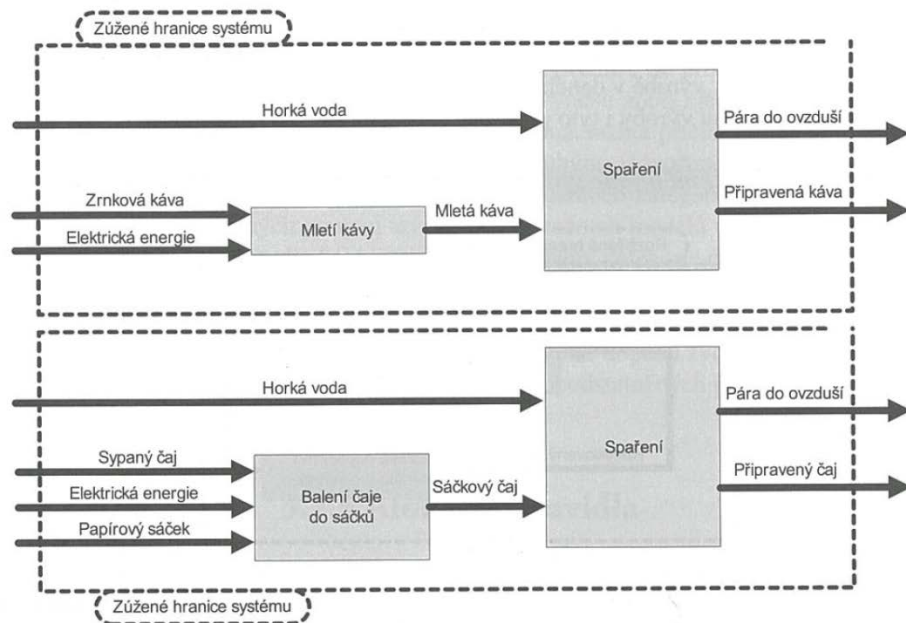 Zúžené hranice systému
Horká voda
Pára do ovzduší
Spaření
Zrnková káva
Mletá káva
Připravená káva
Mletí kávy
Elektrická energie
Horká voda
Pára do ovzduší
Spaření
Sypaný čaj
Sáčkový čaj
Připravený čaj
Elektrická energie
Balení čaje
do sáčků
Papírový sáček
Zúžené hranice systému